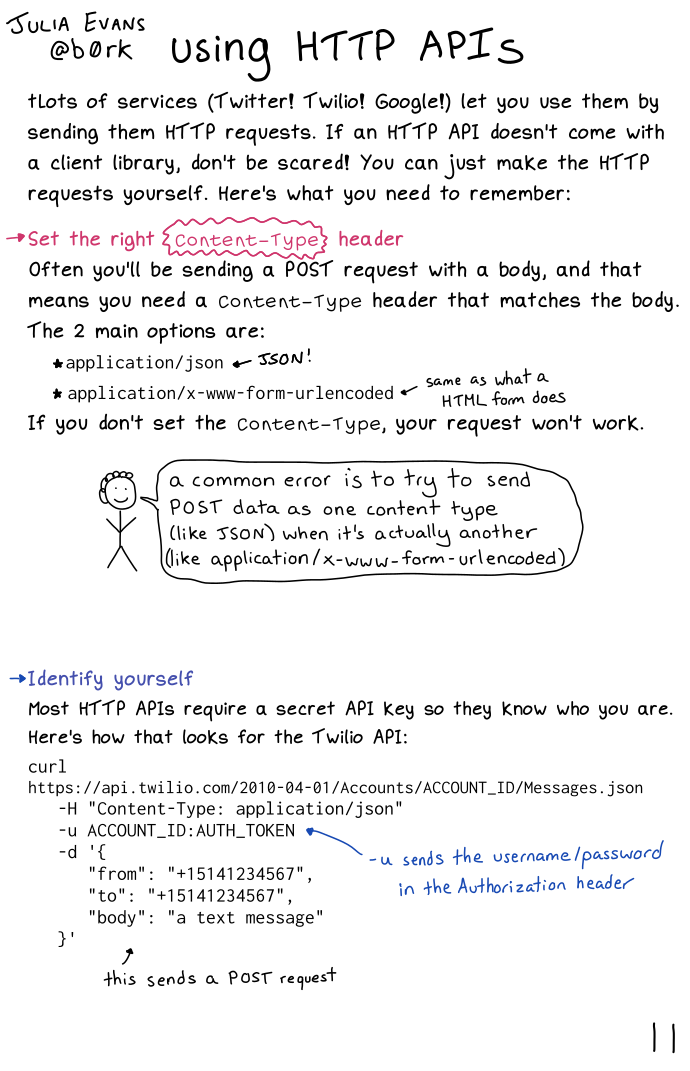 JULIA EVANS
@b0rk
using HTTP APIs
tLots of services (Twitter! Twilio! Google!) let you use them by
sending them HTTP requests. If an HTTP API doesn't come with
a client library, don't be scared! You can just make the HTTP
requests yourself. Here's what you need to remember:
→Set the right Content-Type header
Often you'll be sending a POST request with a body, and that
means you need a Content-Type header that matches the body.
The 2 main options are:
★application/json ← JSON!
★ application/x-www-form-urlencoded ← same as what a
HTML form does
If you don't set the Content-Type, your request won't work.
a common error is to try to send
POST data as one content type
(like JSON) when it's actually another
(like application/x-www-form-urlencoded)
→Identify yourself
Most HTTP APIs require a secret API key so they know who you are.
Here's how that looks for the Twilio API:
curl
https://api.twilio.com/2010-04-01/Accounts/ACCOUNT_ID/Messages.json
-H "Content-Type: application/json"
-u ACCOUNT_ID:AUTH_TOKEN
-u sends the username/password
in the Authorization header
-d '{
"from": "+15141234567",
"to": "+15141234567",
"body": "a text message"
}'
this sends a POST request
11